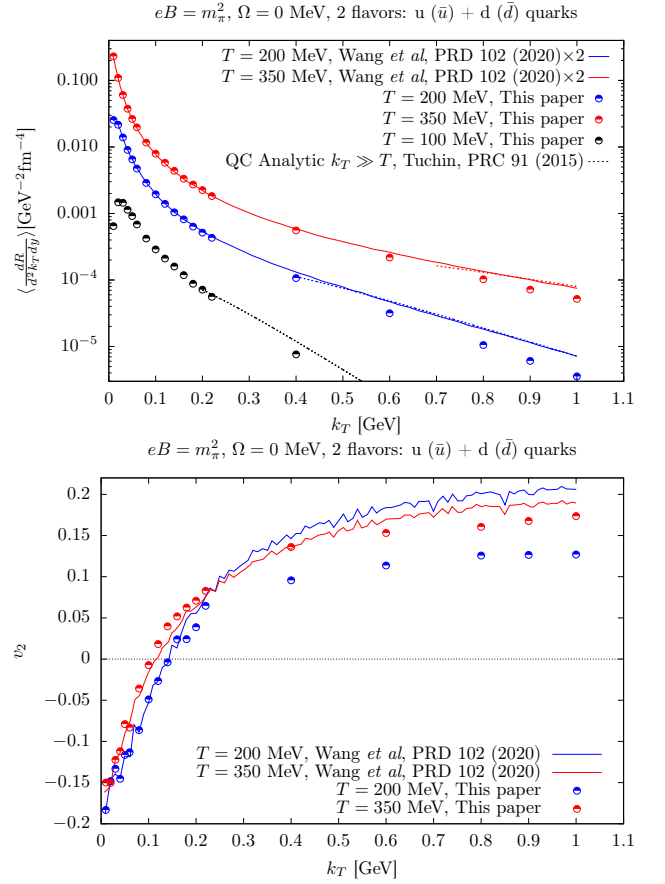 eB = m_π^2, Ω = 0 MeV, 2 flavors: u (ū) + d (d̄) quarks
T = 200 MeV, Wang et al, PRD 102 (2020)×2
T = 350 MeV, Wang et al, PRD 102 (2020)×2
T = 200 MeV, This paper
T = 350 MeV, This paper
T = 100 MeV, This paper
QC Analytic k_T ≫ T, Tuchin, PRC 91 (2015)
⟨dR/d^2k_T dy⟩[GeV^−2fm^−4]
0.100
0.010
0.001
10^−4
10^−5
0 0.1 0.2 0.3 0.4 0.5 0.6 0.7 0.8 0.9 1 1.1
k_T [GeV]
eB = m_π^2, Ω = 0 MeV, 2 flavors: u (ū) + d (d̄) quarks
v_2
0.2
0.15
0.1
0.05
0
−0.05
−0.1
−0.15
−0.2
T = 200 MeV, Wang et al, PRD 102 (2020)
T = 350 MeV, Wang et al, PRD 102 (2020)
T = 200 MeV, This paper
T = 350 MeV, This paper
0 0.1 0.2 0.3 0.4 0.5 0.6 0.7 0.8 0.9 1 1.1
k_T [GeV]